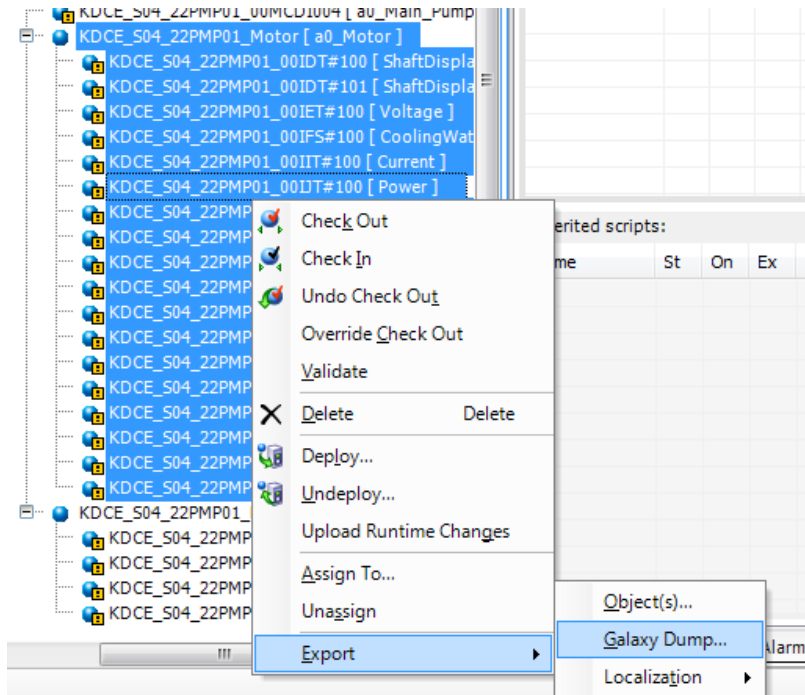 KDCE_S04_22PMP01_00MCDI004 [ a0_Main_Pump
KDCE_S04_22PMP01_Motor [ a0_Motor ]
KDCE_S04_22PMP01_00IDT#100 [ ShaftDispla
KDCE_S04_22PMP01_00IDT#101 [ ShaftDispla
KDCE_S04_22PMP01_00IET#100 [ Voltage ]
KDCE_S04_22PMP01_00IFS#100 [ CoolingWat
KDCE_S04_22PMP01_00IIT#100 [ Current ]
KDCE_S04_22PMP01_00IJT#100 [ Power ]
KDCE_S04_22PMP
KDCE_S04_22PMP
KDCE_S04_22PMP
KDCE_S04_22PMP
KDCE_S04_22PMP
KDCE_S04_22PMP
KDCE_S04_22PMP
KDCE_S04_22PMP
KDCE_S04_22PMP
KDCE_S04_22PMP
KDCE_S04_22PMP
KDCE_S04_22PMP
KDCE_S04_22PMP01_
KDCE_S04_22PMP
KDCE_S04_22PMP
KDCE_S04_22PMP
KDCE_S04_22PMP
Check Out
Check In
Undo Check Out
Override Check Out
Validate
Delete Delete
Deploy...
Undeploy...
Upload Runtime Changes
Assign To...
Unassign
Export
Object(s)...
Galaxy Dump...
Localization
erited scripts:
me St On Ex
Alarm